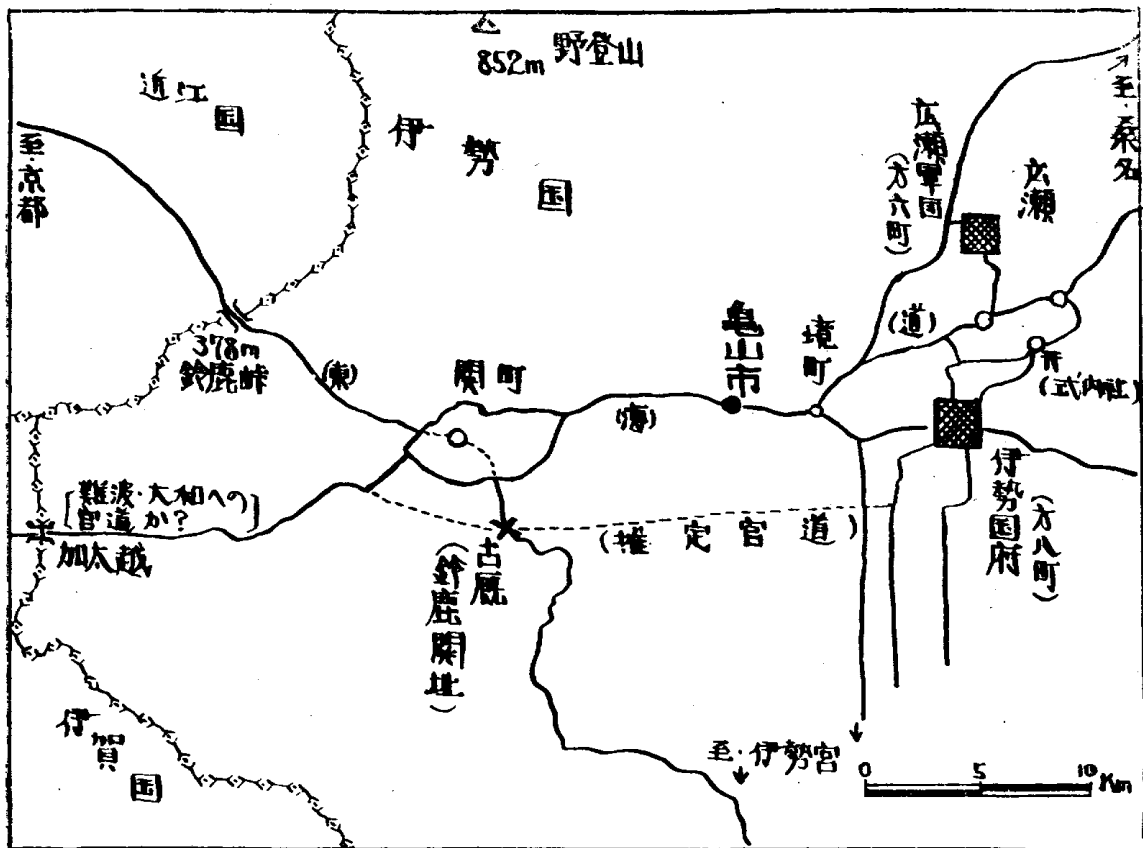 852m 野登山
近江国
伊勢国
至・京都
至・桑名
広瀬軍団
(方六町)
広瀬
378m
鈴鹿峠
(東)
関町
亀山市
境町
(道)
(式内社)
[難波・大和への
官道か?]
加太越
古厩
(鈴鹿関址)
(推定官道)
伊勢国府
(方八町)
伊賀国
至・伊勢宮
0 5 10 Km